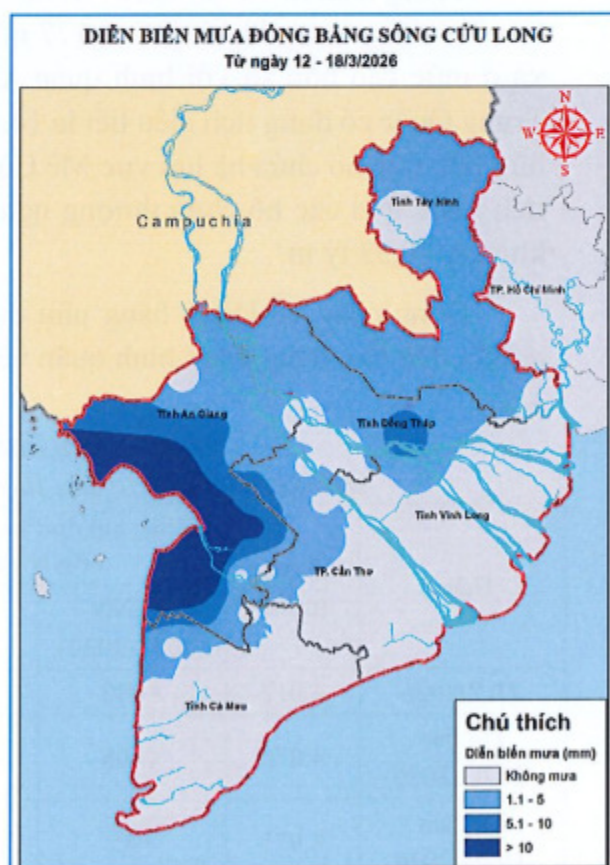 DIỄN BIẾN MƯA ĐỒNG BẰNG SÔNG CỬU LONG
Từ ngày 12 - 18/3/2026
N
W E
S
Campuchia
Tỉnh Tây Ninh
TP. Hồ Chí Minh
Tỉnh An Giang
Tỉnh Đồng Tháp
Tỉnh Vĩnh Long
TP. Cần Thơ
Tỉnh Cà Mau
Chú thích
Diễn biến mưa (mm)
Không mưa
1.1 - 5
5.1 - 10
> 10